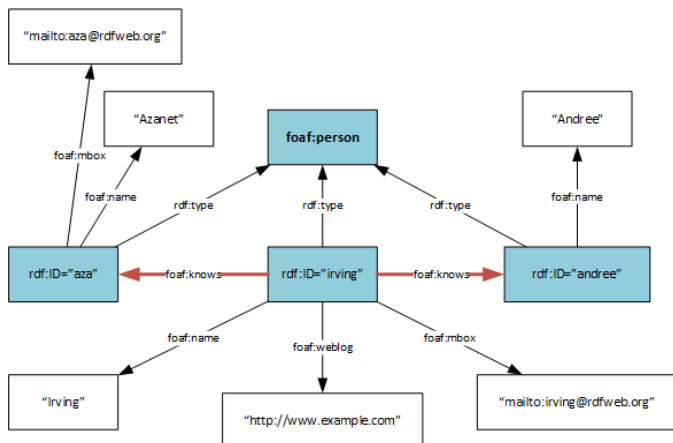 “mailto:aza@rdfweb.org”
“Azanet”
foaf:person
“Andree”
foaf:mbox
foaf:name
foaf:name
rdf:type
rdf:type
rdf:type
rdf:ID=”aza”
foaf:knows
rdf:ID=”irving”
foaf:knows
rdf:ID=”andree”
foaf:name
foaf:weblog
foaf:mbox
“Irving”
“http://www.example.com”
“mailto:irving@rdfweb.org”